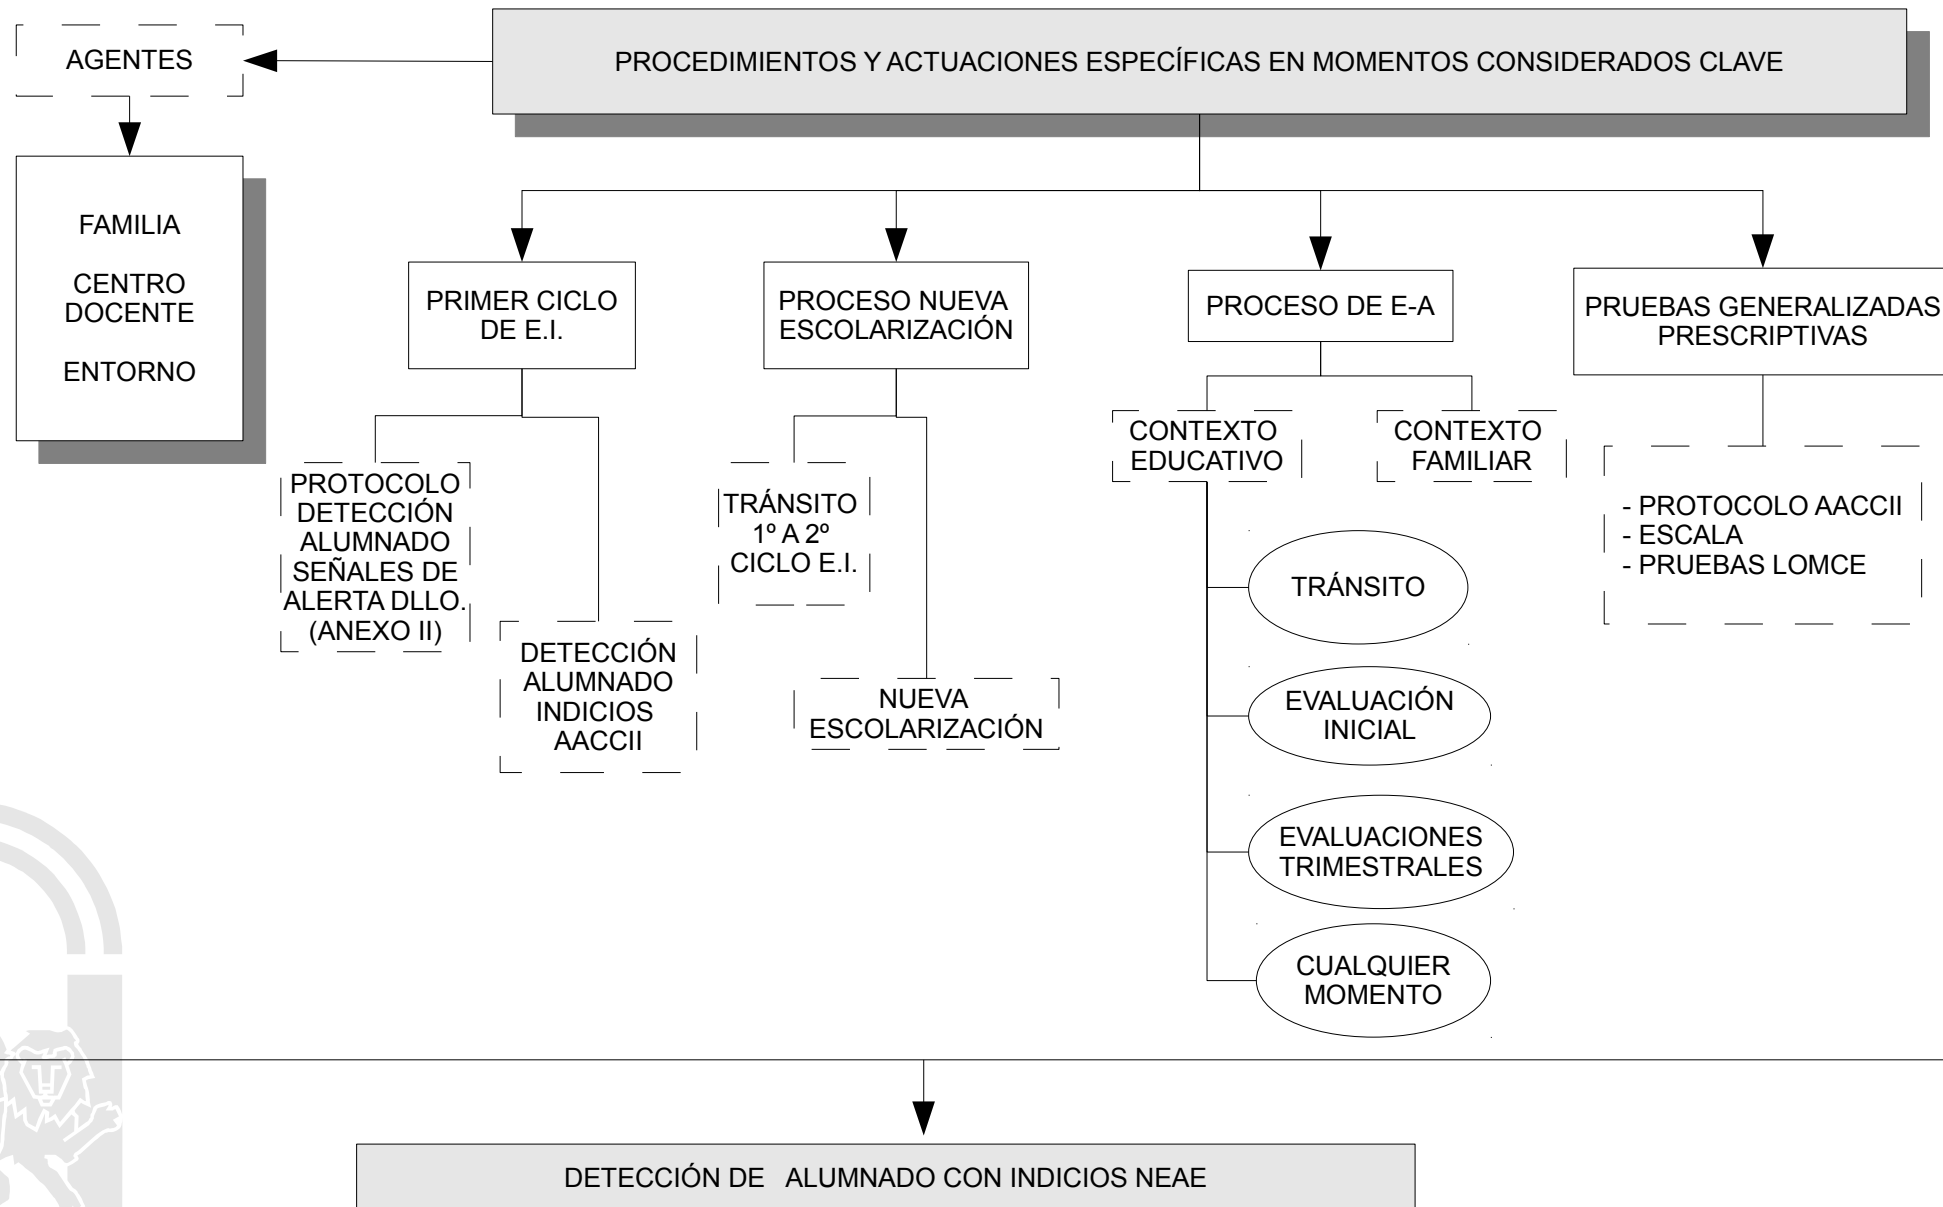 AGENTES
PROCEDIMIENTOS Y ACTUACIONES ESPECÍFICAS EN MOMENTOS CONSIDERADOS CLAVE
FAMILIA
CENTRO
DOCENTE
ENTORNO
PRIMER CICLO
DE E.I.
PROCESO NUEVA
ESCOLARIZACIÓN
PROCESO DE E-A
PRUEBAS GENERALIZADAS
PRESCRIPTIVAS
PROTOCOLO
DETECCIÓN
ALUMNADO
SEÑALES DE
ALERTA DLLO.
(ANEXO II)
DETECCIÓN
ALUMNADO
INDICIOS
AACCII
TRÁNSITO
1º A 2º
CICLO E.I.
NUEVA
ESCOLARIZACIÓN
CONTEXTO
EDUCATIVO
CONTEXTO
FAMILIAR
TRÁNSITO
EVALUACIÓN
INICIAL
EVALUACIONES
TRIMESTRALES
CUALQUIER
MOMENTO
- PROTOCOLO AACCII
- ESCALA
- PRUEBAS LOMCE
DETECCIÓN DE ALUMNADO CON INDICIOS NEAE